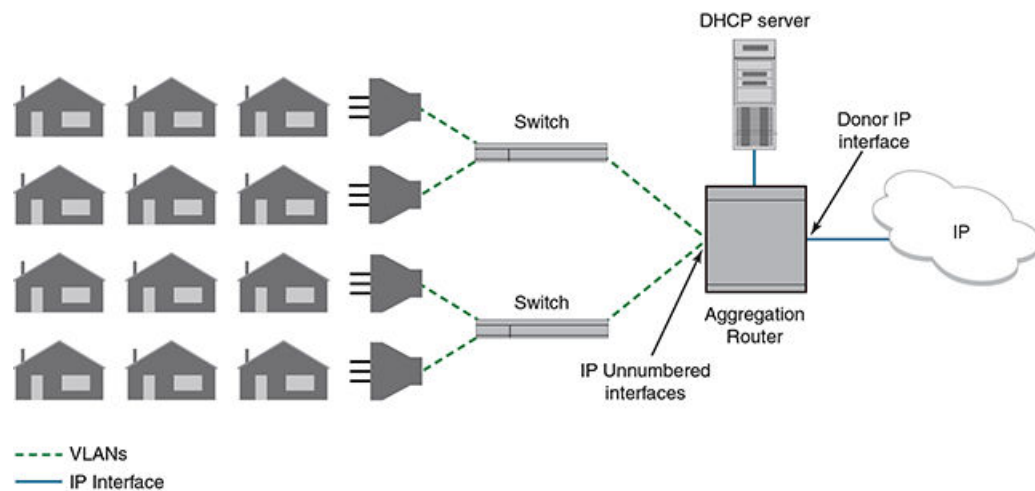 DHCP server
Switch
Donor IP
interface
IP
Switch
Aggregation
Router
IP Unnumbered
interfaces
VLANs
IP Interface